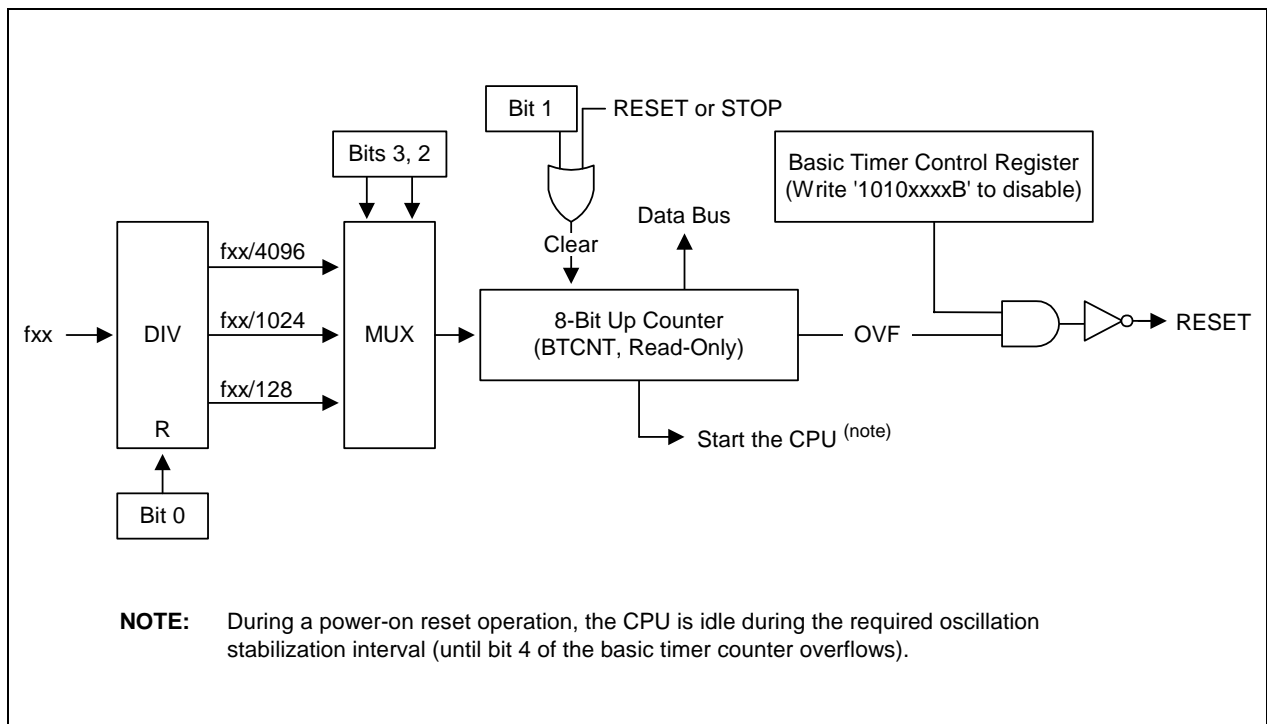 Bit 1
RESET or STOP
Bits 3, 2
Basic Timer Control Register
(Write '1010xxxxB' to disable)
Data Bus
Clear
fxx/4096
fxx
DIV
fxx/1024
MUX
8-Bit Up Counter
(BTCNT, Read-Only)
OVF
RESET
fxx/128
R
Start the CPU (note)
Bit 0
NOTE: During a power-on reset operation, the CPU is idle during the required oscillation
stabilization interval (until bit 4 of the basic timer counter overflows).